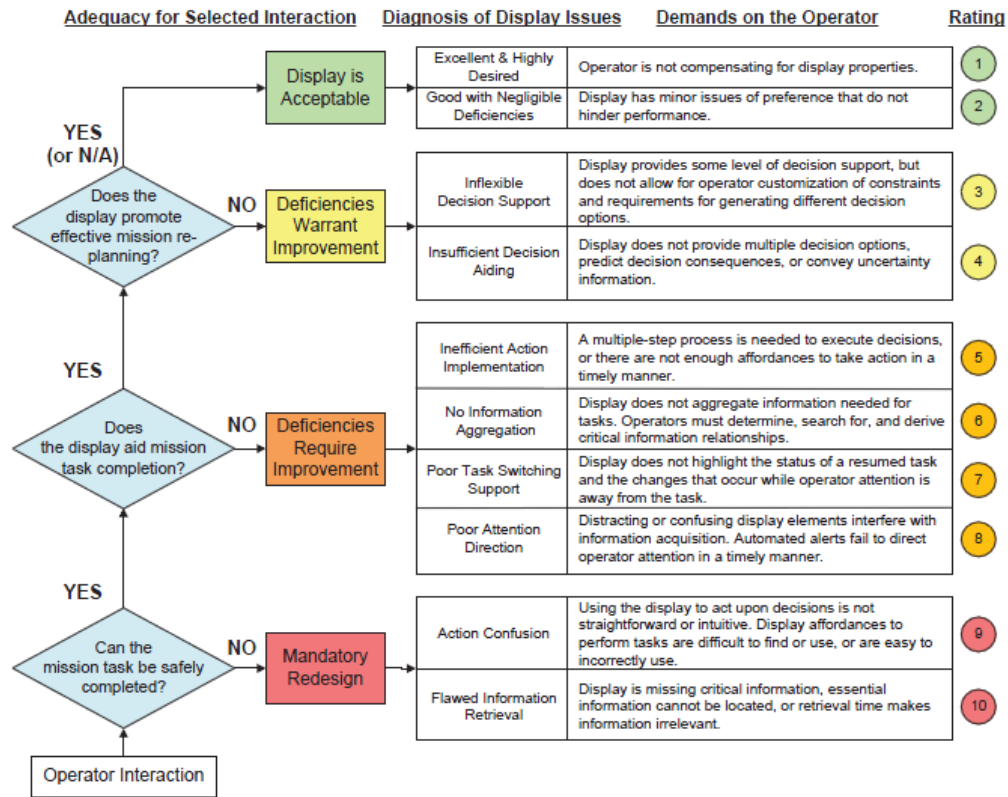 Adequacy for Selected Interaction
Diagnosis of Display Issues
Demands on the Operator
Rating
Display is
Acceptable
Excellent & Highly
Desired
Operator is not compensating for display properties.
1
Good with Negligible
Deficiencies
Display has minor issues of preference that do not
hinder performance.
2
YES
(or N/A)
Does the
display promote
effective mission re-
planning?
NO
Deficiencies
Warrant
Improvement
Inflexible
Decision Support
Display provides some level of decision support, but
does not allow for operator customization of constraints
and requirements for generating different decision
options.
3
Insufficient Decision
Aiding
Display does not provide multiple decision options,
predict decision consequences, or convey uncertainty
information.
4
YES
Does
the display aid mission
task completion?
NO
Deficiencies
Require
Improvement
Inefficient Action
Implementation
A multiple-step process is needed to execute decisions,
or there are not enough affordances to take action in a
timely manner.
5
No Information
Aggregation
Display does not aggregate information needed for
tasks. Operators must determine, search for, and derive
critical information relationships.
6
Poor Task Switching
Support
Display does not highlight the status of a resumed task
and the changes that occur while operator attention is
away from the task.
7
Poor Attention
Direction
Distracting or confusing display elements interfere with
information acquisition. Automated alerts fail to direct
operator attention in a timely manner.
8
YES
Can the
mission task be safely
completed?
NO
Mandatory
Redesign
Action Confusion
Using the display to act upon decisions is not
straightforward or intuitive. Display affordances to
perform tasks are difficult to find or use, or are easy to
incorrectly use.
9
Flawed Information
Retrieval
Display is missing critical information, essential
information cannot be located, or retrieval time makes
information irrelevant.
10
Operator Interaction